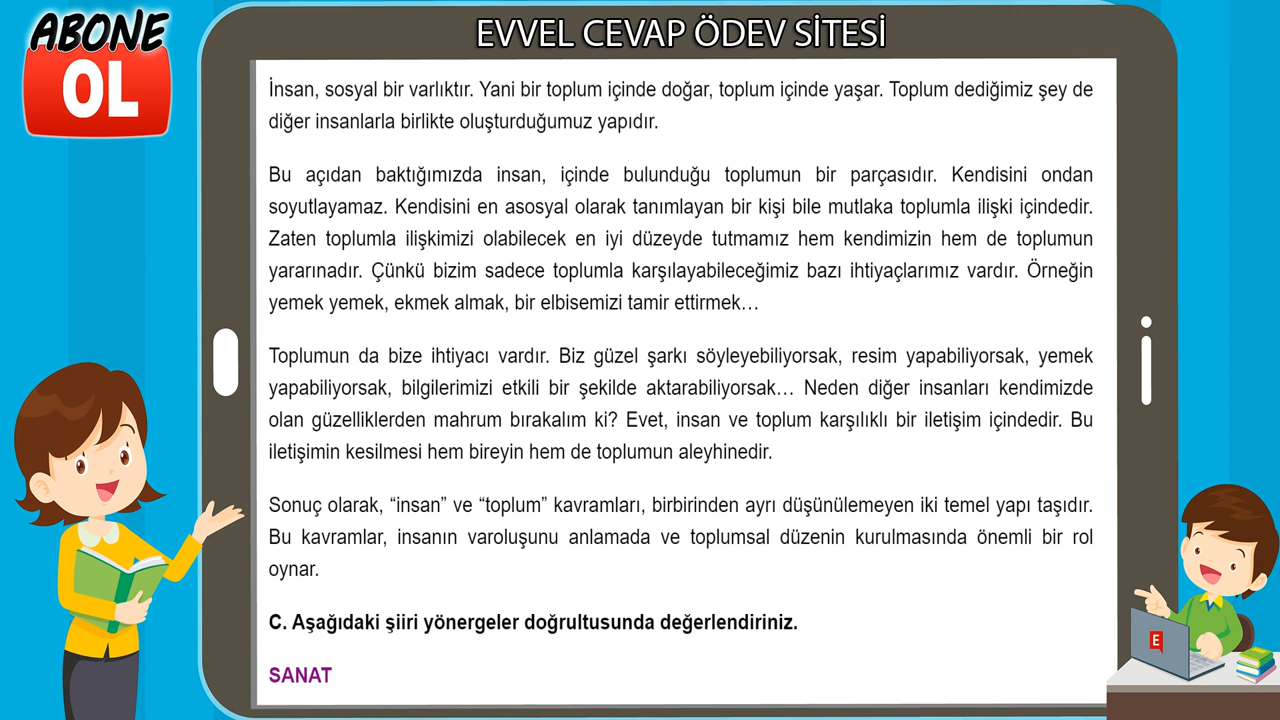 ABONE
OL
EVVEL CEVAP ÖDEV SİTESİ
İnsan, sosyal bir varlıktır. Yani bir toplum içinde doğar, toplum içinde yaşar. Toplum dediğimiz şey de
diğer insanlarla birlikte oluşturduğumuz yapıdır.
Bu açıdan baktığımızda insan, içinde bulunduğu toplumun bir parçasıdır. Kendisini ondan
soyutlayamaz. Kendisini en asosyal olarak tanımlayan bir kişi bile mutlaka toplumla ilişki içindedir.
Zaten toplumla ilişkimizi olabilecek en iyi düzeyde tutmamız hem kendimizin hem de toplumun
yararınadır. Çünkü bizim sadece toplumla karşılayabileceğimiz bazı ihtiyaçlarımız vardır. Örneğin
yemek yemek, ekmek almak, bir elbisemizi tamir ettirmek…
Toplumun da bize ihtiyacı vardır. Biz güzel şarkı söyleyebiliyorsak, resim yapabiliyorsak, yemek
yapabiliyorsak, bilgilerimizi etkili bir şekilde aktarabiliyorsak… Neden diğer insanları kendimizde
olan güzelliklerden mahrum bırakalım ki? Evet, insan ve toplum karşılıklı bir iletişim içindedir. Bu
iletişimin kesilmesi hem bireyin hem de toplumun aleyhinedir.
Sonuç olarak, “insan” ve “toplum” kavramları, birbirinden ayrı düşünülemeyen iki temel yapı taşıdır.
Bu kavramlar, insanın varoluşunu anlamada ve toplumsal düzenin kurulmasında önemli bir rol
oynar.
C. Aşağıdaki şiiri yönergeler doğrultusunda değerlendiriniz.
SANAT
E